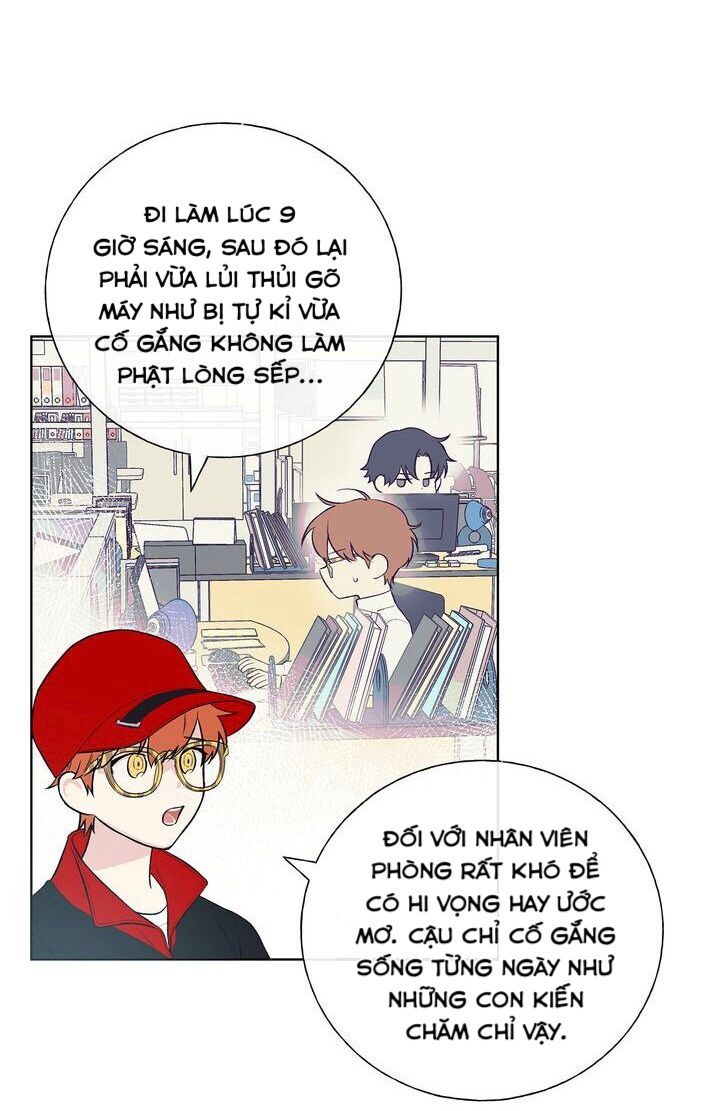 ĐI LÀM LÚC 9
GIỜ SÁNG, SAU ĐÓ LẠI
PHẢI VỪA LỦI THỦI GÕ
MÁY NHƯ BỊ TỰ KỈ VỪA
CỐ GẮNG KHÔNG LÀM
PHẬT LÒNG SẾP...
ĐỐI VỚI NHÂN VIÊN
PHÒNG RẤT KHÓ ĐỂ
CÓ HI VỌNG HAY ƯỚC
MƠ. CẬU CHỈ CỐ GẮNG
SỐNG TỪNG NGÀY NHƯ
NHỮNG CON KIẾN
CHĂM CHỈ VẬY.